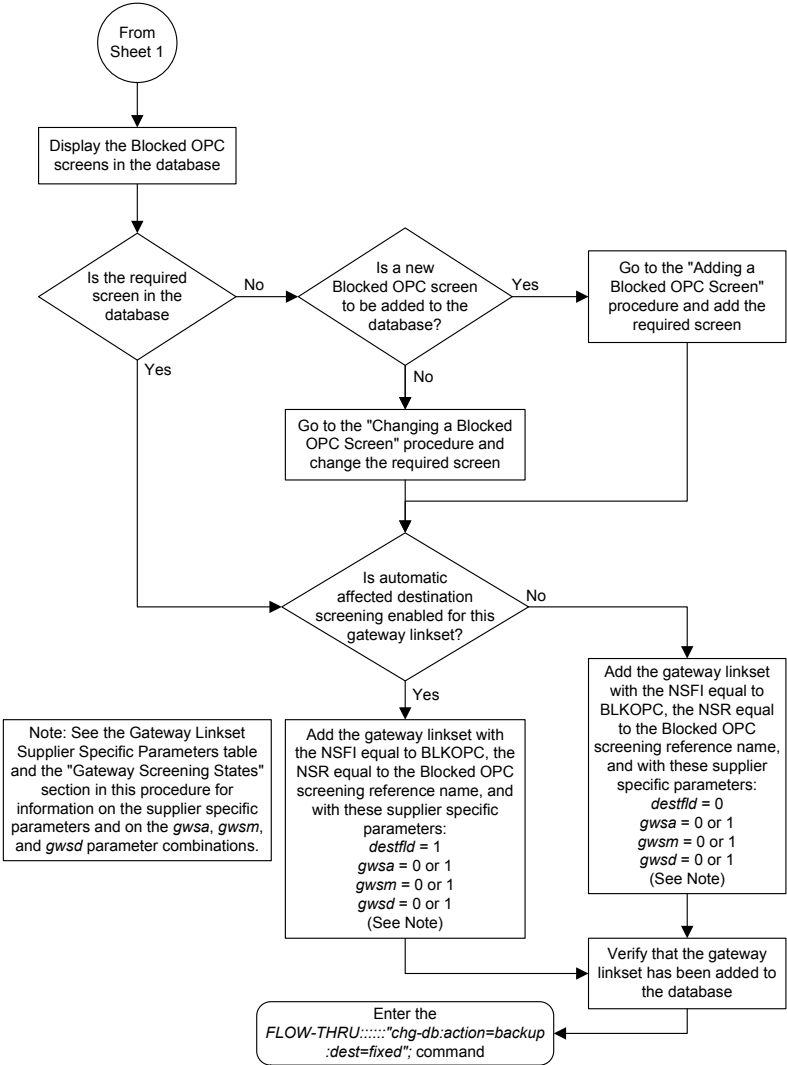 From
Sheet 1
Display the Blocked OPC
screens in the database
Is the required
screen in the
database
No
Yes
Is a new
Blocked OPC screen
to be added to the
database?
Yes
No
Go to the "Adding a
Blocked OPC Screen"
procedure and add the
required screen
Go to the "Changing a Blocked
OPC Screen" procedure and
change the required screen
Is automatic
affected destination
screening enabled for this
gateway linkset?
No
Yes
Note: See the Gateway Linkset
Supplier Specific Parameters table
and the "Gateway Screening States"
section in this procedure for
information on the supplier specific
parameters and on the gwsa, gwsm,
and gwsd parameter combinations.
Add the gateway linkset with
the NSFI equal to BLKOPC, the
NSR equal to the Blocked OPC
screening reference name, and
with these supplier specific
parameters:
destfld = 1
gwsa = 0 or 1
gwsm = 0 or 1
gwsd = 0 or 1
(See Note)
Add the gateway linkset
with the NSFI equal to
BLKOPC, the NSR equal
to the Blocked OPC
screening reference name,
and with these supplier
specific parameters:
destfld = 0
gwsa = 0 or 1
gwsm = 0 or 1
gwsd = 0 or 1
(See Note)
Verify that the gateway
linkset has been added to
the database
Enter the
FLOW-THRU::::::"chg-db:action=backup
:dest=fixed"; command